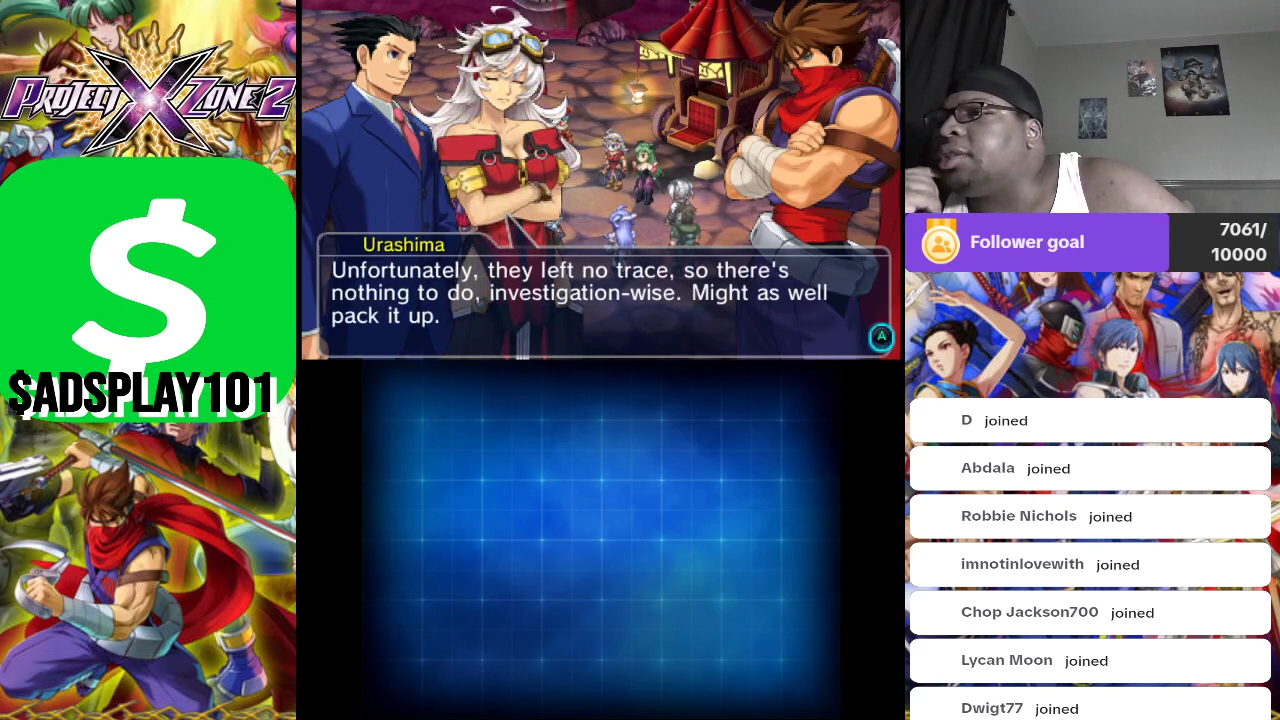 PROJECT X ZONE 2
$
$ADSPLAY101
Urashima
Unfortunately, they left no trace, so there's
nothing to do, investigation-wise. Might as well
pack it up.
A
Follower goal
7061/
10000
D joined
Abdala joined
Robbie Nichols joined
imnotinlovewith joined
Chop Jackson700 joined
Lycan Moon joined
Dwigt77 joined